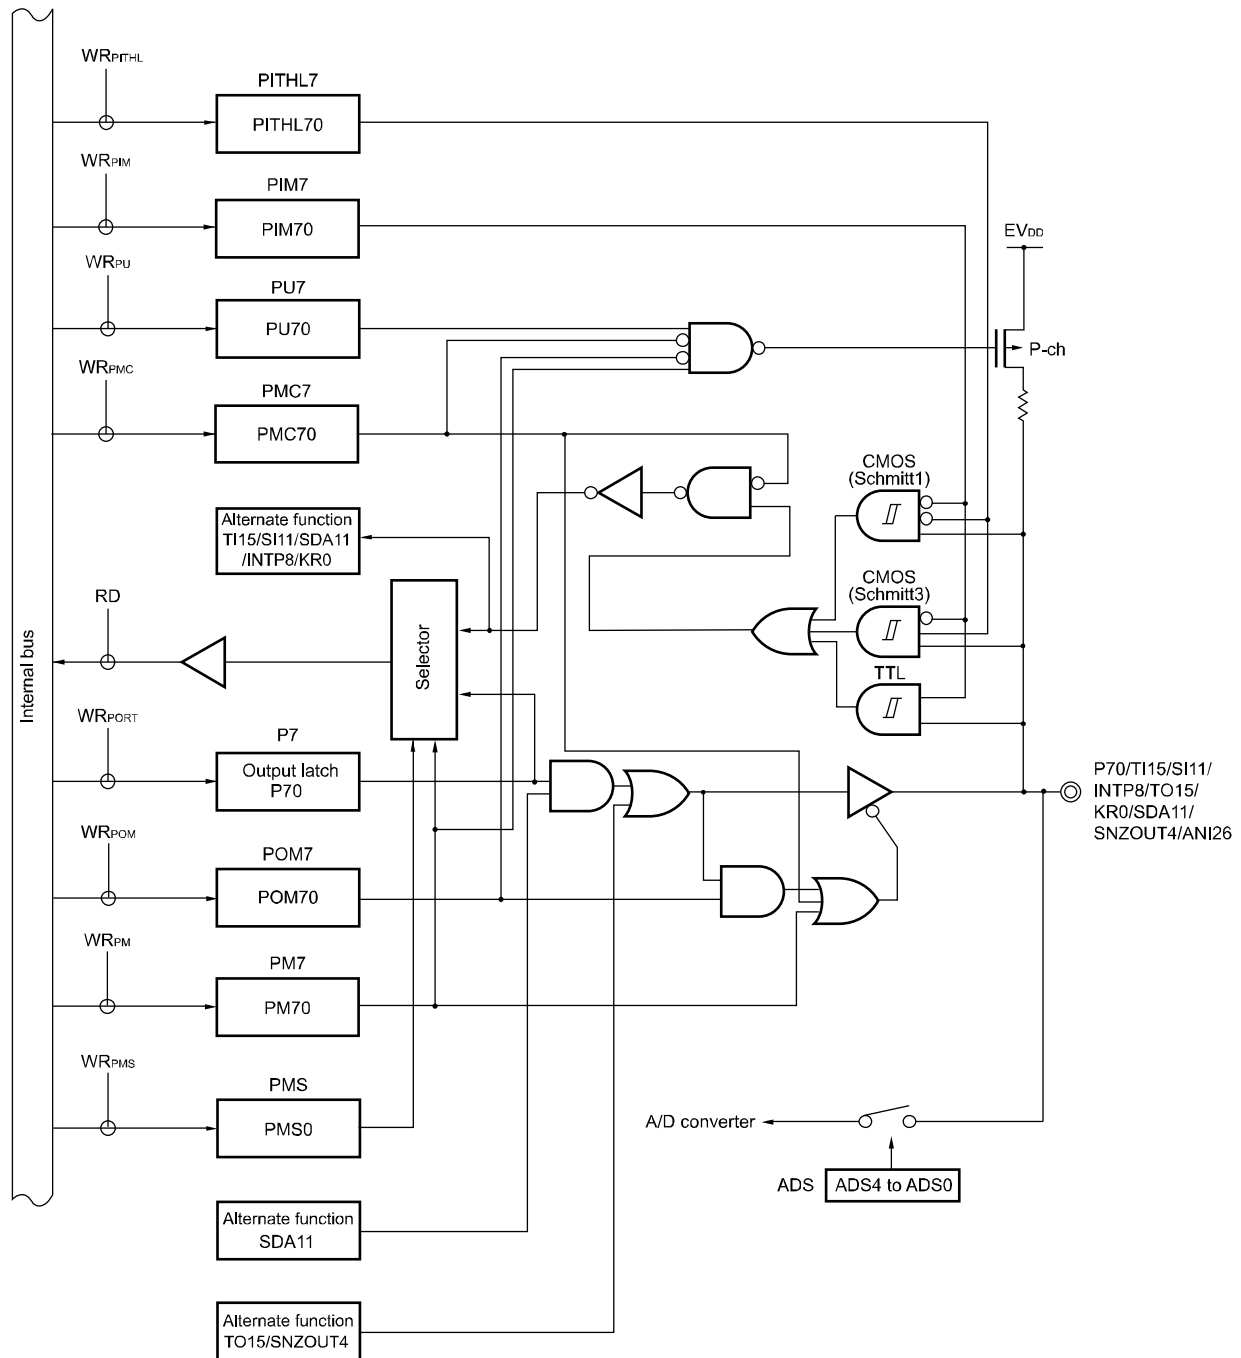 WRPITHL
PITHL7
PITHL70
WRPIM
PIM7
PIM70
EVDD
WRPU
PU7
PU70
P-ch
WRPMC
PMC7
PMC70
CMOS
(Schmitt1)
Alternate function
TI15/SI11/SDA11
/INTP8/KR0
CMOS
(Schmitt3)
RD
Selector
Internal bus
TTL
WRPORT
P7
Output latch
P70
P70/TI15/SI11/
INTP8/TO15/
KR0/SDA11/
SNZOUT4/ANI26
WRPOM
POM7
POM70
WRPM
PM7
PM70
WRPMS
PMS
PMS0
A/D converter
ADS
ADS4 to ADS0
Alternate function
SDA11
Alternate function
TO15/SNZOUT4